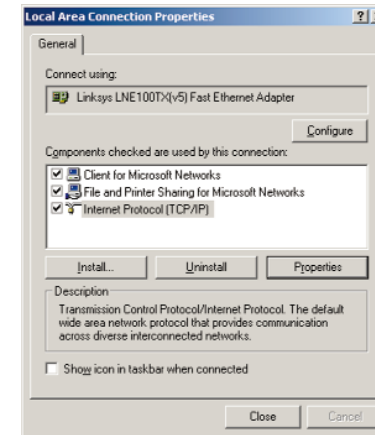 Local Area Connection Properties
General
Connect using:
Linksys LNE100TX(v5) Fast Ethernet Adapter
Configure
Components checked are used by this connection:
Client for Microsoft Networks
File and Printer Sharing for Microsoft Networks
Internet Protocol (TCP/IP)
Install... Uninstall Properties
Description
Transmission Control Protocol/Internet Protocol. The default
wide area network protocol that provides communication
across diverse interconnected networks.
Show icon in taskbar when connected
Close Cancel